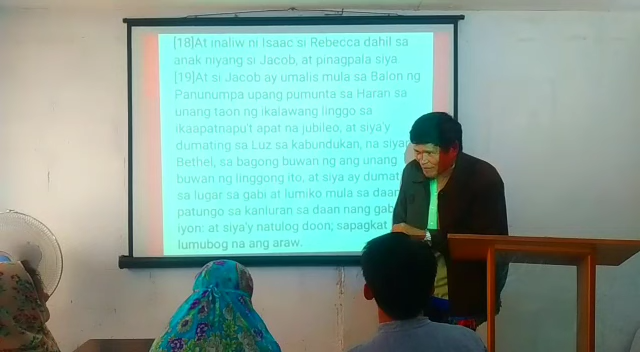 [18]At inaliw ni Isaac si Rebecca dahil sa
anak niyang si Jacob, at pinagpala siya
[19]At si Jacob ay umalis mula sa Balon ng
Panunumpa upang pumunta sa Haran sa
unang taon ng ikalawang linggo sa
ikaapatnapu't apat na jubileo, at siya'y
dumating sa Luz sa kabundukan, na
Bethel, sa bagong buwan ng ang unang
buwan ng linggong ito, at siya ay
sa lugar sa gabi at lumiko mula sa daan
patungo sa kanluran sa daan nang
iyon: at siya'y natulog doon; sapagkat
lumubog na ang araw.